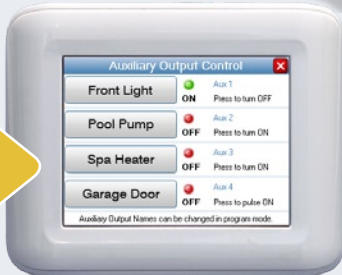 Auxiliary Output Control
Front Light
Aux 1
ON Press to turn OFF
Pool Pump
Aux 2
OFF Press to turn ON
Spa Heater
Aux 3
OFF Press to turn ON
Garage Door
Aux 4
OFF Press to pulse ON
Auxiliary Output Names can be changed in program mode.